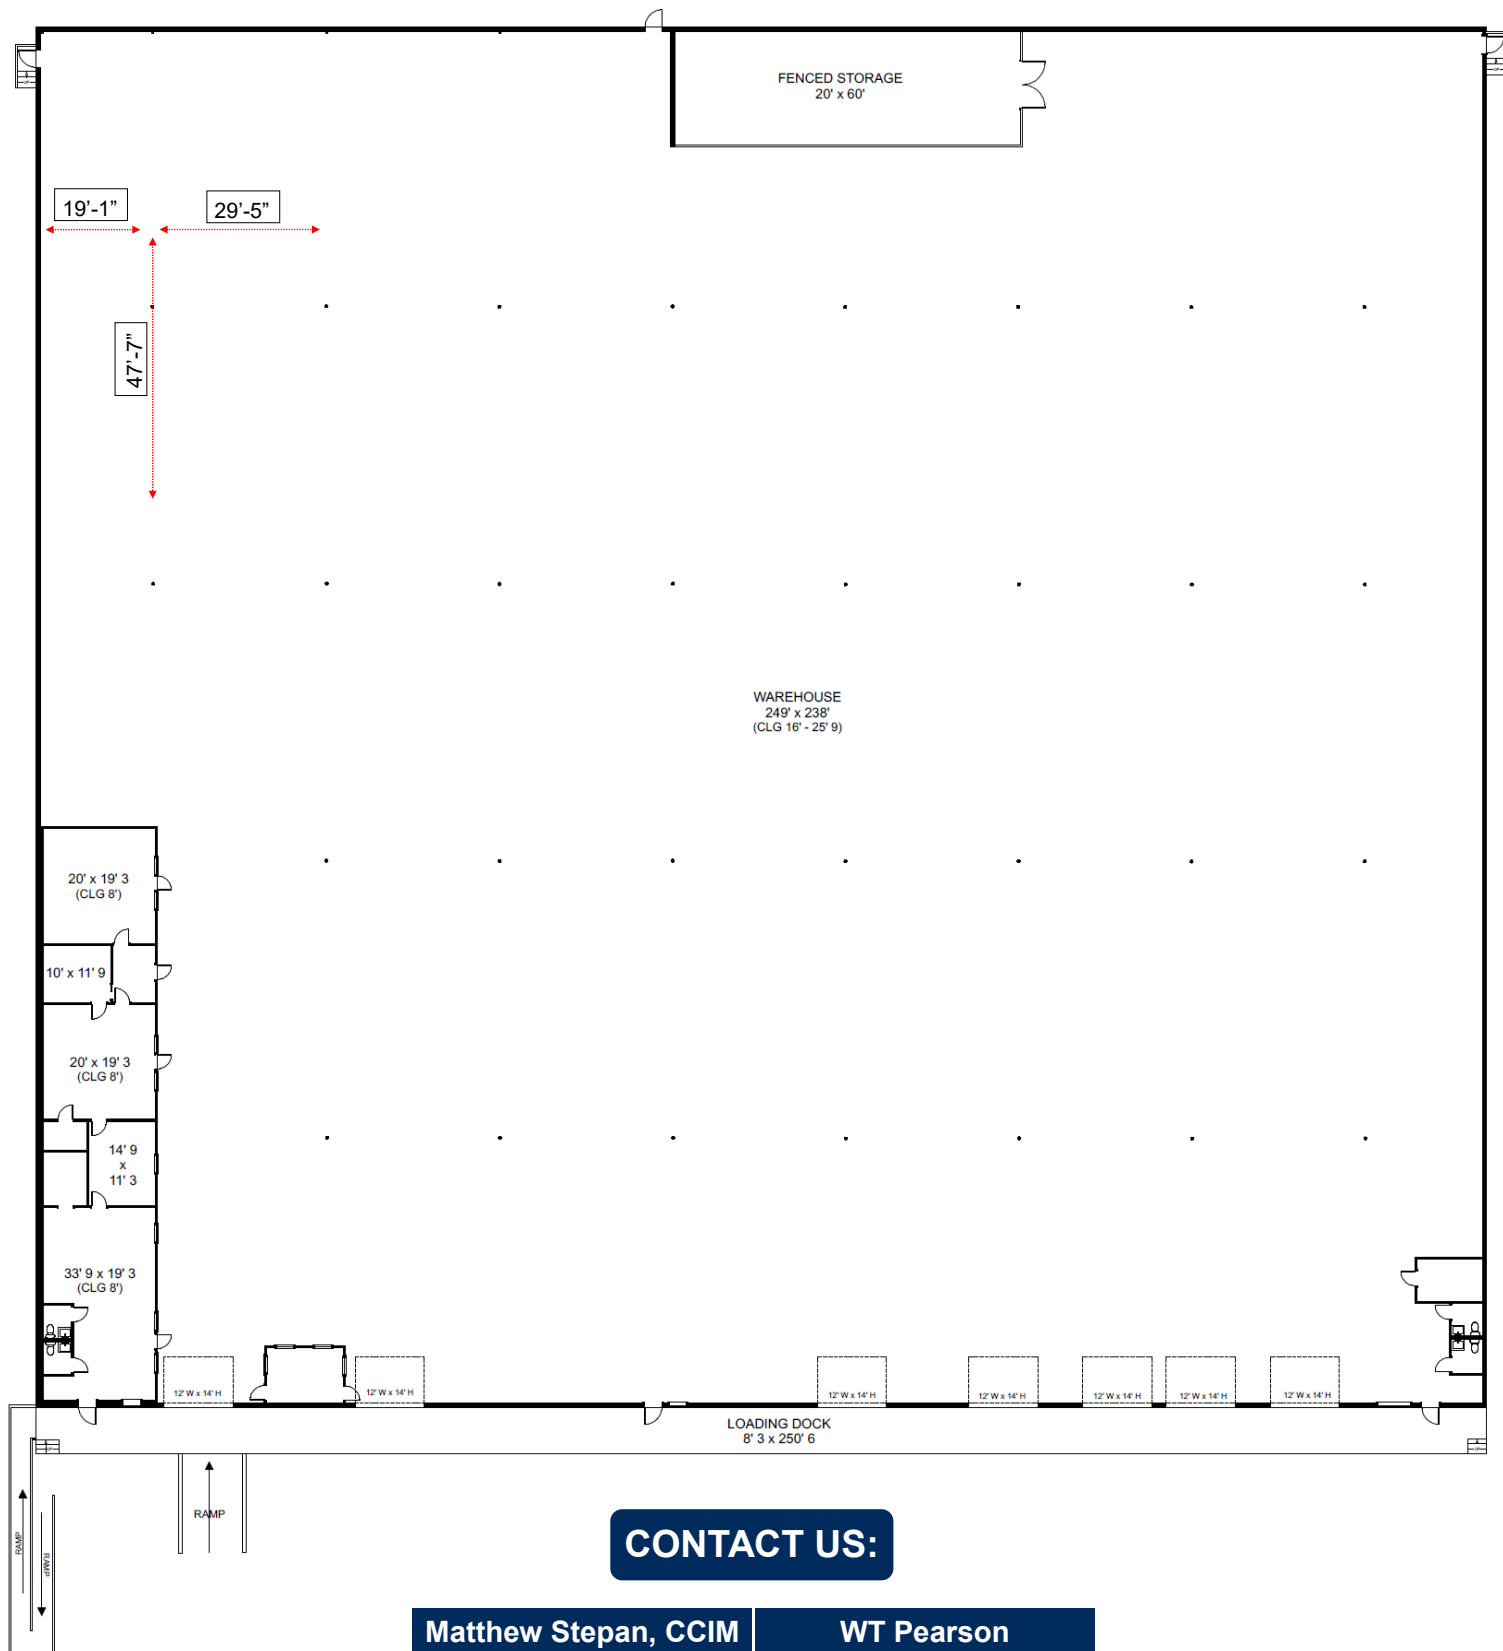 FENCED STORAGE
20' x 60'
19’-1”
29’-5”
47’-7”
WAREHOUSE
249' x 238'
(CLG 16' - 25' 9)
20' x 19' 3
(CLG 8')
10' x 11' 9
20' x 19' 3
(CLG 8')
14' 9
x
11' 3
33' 9 x 19' 3
(CLG 8')
12' W x 14' H
12' W x 14' H
12' W x 14' H
12' W x 14' H
12' W x 14' H
12' W x 14' H
12' W x 14' H
LOADING DOCK
8' 3 x 250' 6
RAMP
RAMP
RAMP
CONTACT US:
Matthew Stepan, CCIM
WT Pearson